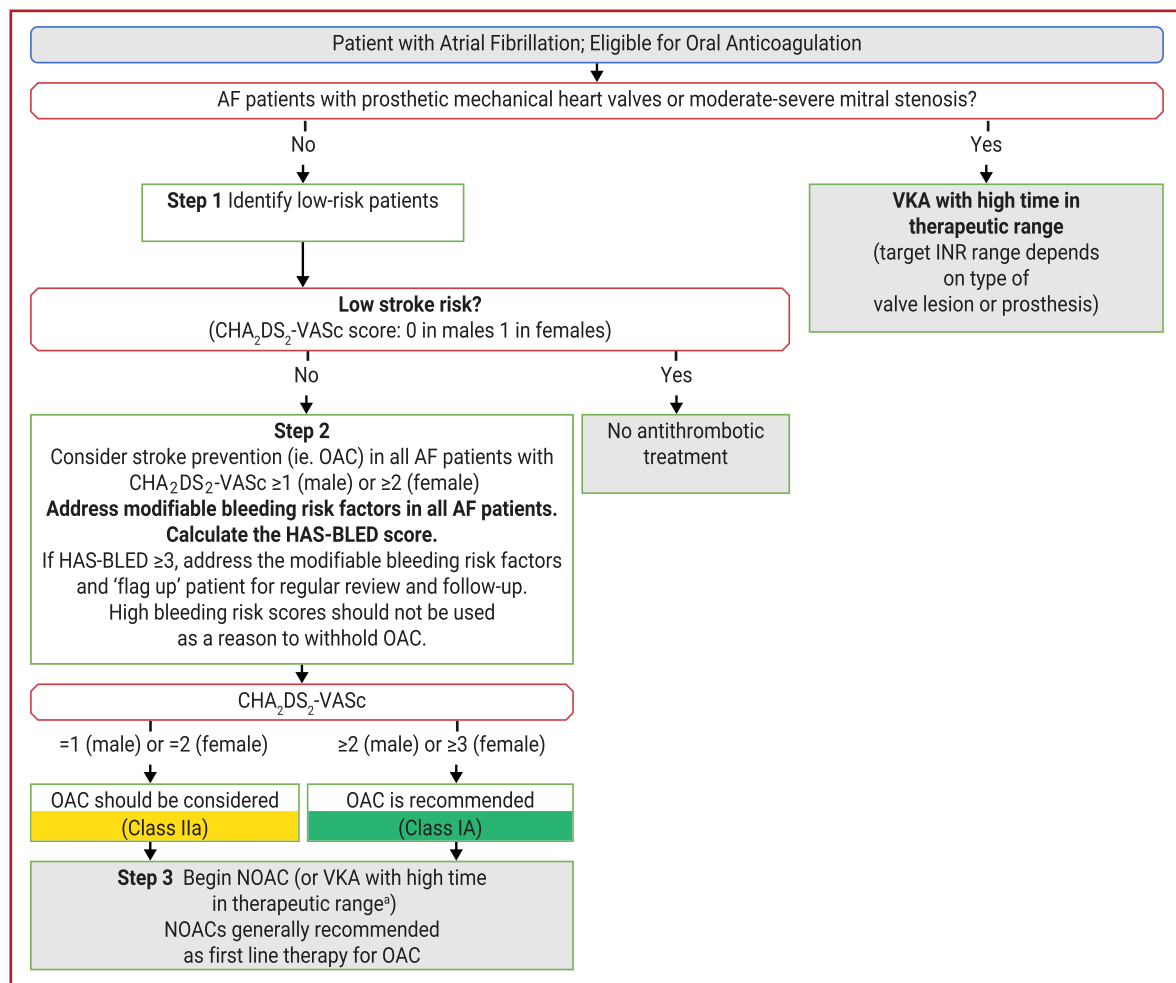 Patient with Atrial Fibrillation; Eligible for Oral Anticoagulation
AF patients with prosthetic mechanical heart valves or moderate-severe mitral stenosis?
No
Yes
Step 1 Identify low-risk patients
VKA with high time in
therapeutic range
(target INR range depends
on type of
valve lesion or prosthesis)
Low stroke risk?
(CHA₂DS₂-VASc score: 0 in males 1 in females)
No
Yes
Step 2
Consider stroke prevention (ie. OAC) in all AF patients with
CHA₂DS₂-VASc ≥1 (male) or ≥2 (female)
Address modifiable bleeding risk factors in all AF patients.
Calculate the HAS-BLED score.
If HAS-BLED ≥3, address the modifiable bleeding risk factors
and ‘flag up’ patient for regular review and follow-up.
High bleeding risk scores should not be used
as a reason to withhold OAC.
No antithrombotic
treatment
CHA₂DS₂-VASc
=1 (male) or =2 (female)
≥2 (male) or ≥3 (female)
OAC should be considered
(Class IIa)
OAC is recommended
(Class IA)
Step 3 Begin NOAC (or VKA with high time
in therapeutic rangeᵃ)
NOACs generally recommended
as first line therapy for OAC